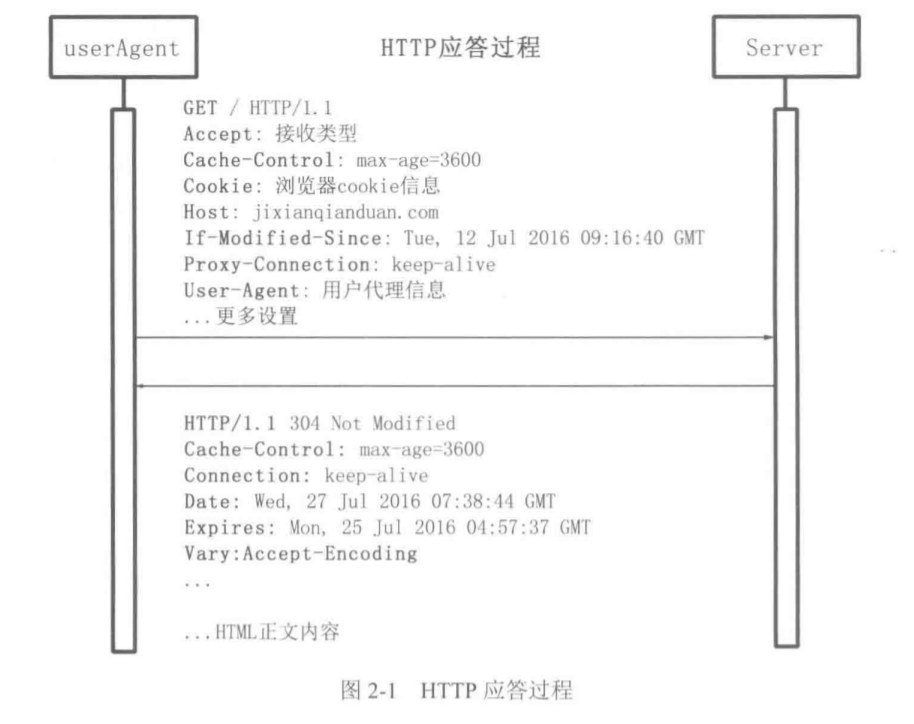 userAgent
HTTP应答过程
Server
GET / HTTP/1.1
Accept: 接收类型
Cache-Control: max-age=3600
Cookie: 浏览器cookie信息
Host: jixianqianduan.com
If-Modified-Since: Tue, 12 Jul 2016 09:16:40 GMT
Proxy-Connection: keep-alive
User-Agent: 用户代理信息
...更多设置
HTTP/1.1 304 Not Modified
Cache-Control: max-age=3600
Connection: keep-alive
Date: Wed, 27 Jul 2016 07:38:44 GMT
Expires: Mon, 25 Jul 2016 04:57:37 GMT
Vary:Accept-Encoding
...
...HTML正文内容
图 2-1 HTTP 应答过程